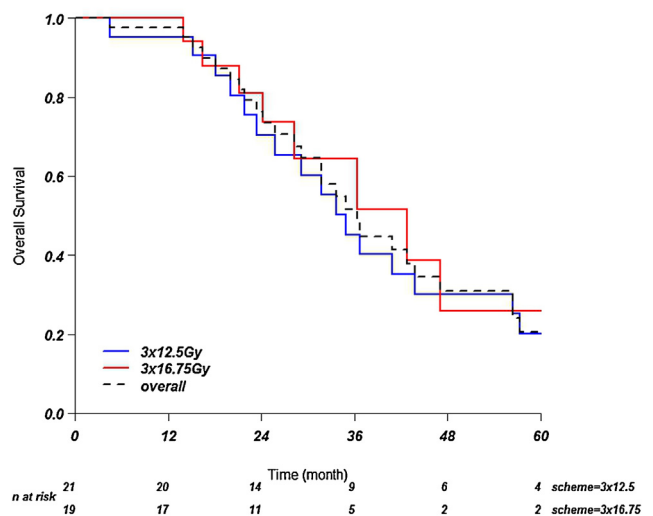 1.0
0.8
0.6
0.4
0.2
0.0
Overall Survival
3x12.5Gy
3x16.75Gy
overall
0 12 24 36 48 60
Time (month)
n at risk
21 20 14 9 6 4 scheme=3x12.5
19 17 11 5 2 2 scheme=3x16.75